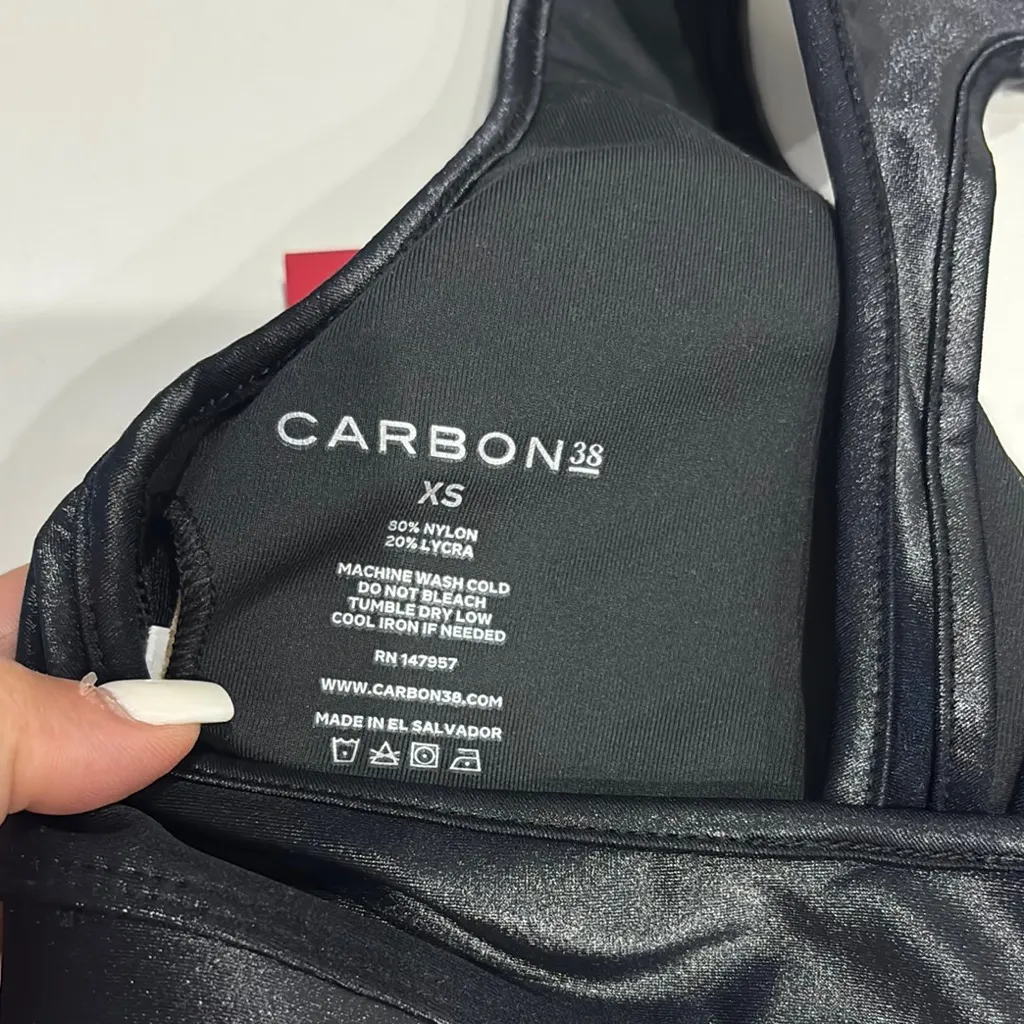 CARBON38
XS
80% NYLON
20% LYCRA
MACHINE WASH COLD
DO NOT BLEACH
TUMBLE DRY LOW
COOL IRON IF NEEDED
RN 147957
WWW.CARBON38.COM
MADE IN EL SALVADOR